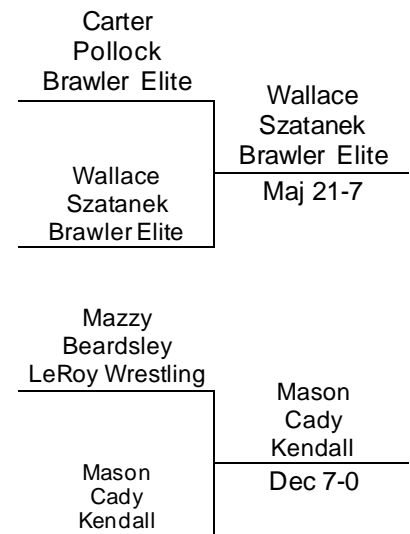 Carter
Pollock
Brawler Elite
Wallace
Szatanek
Brawler Elite
Maj 21-7
Wallace
Szatanek
Brawler Elite
Mazzy
Beardsley
LeRoy Wrestling
Mason
Cady
Kendall
Dec 7-0
Mason
Cady
Kendall